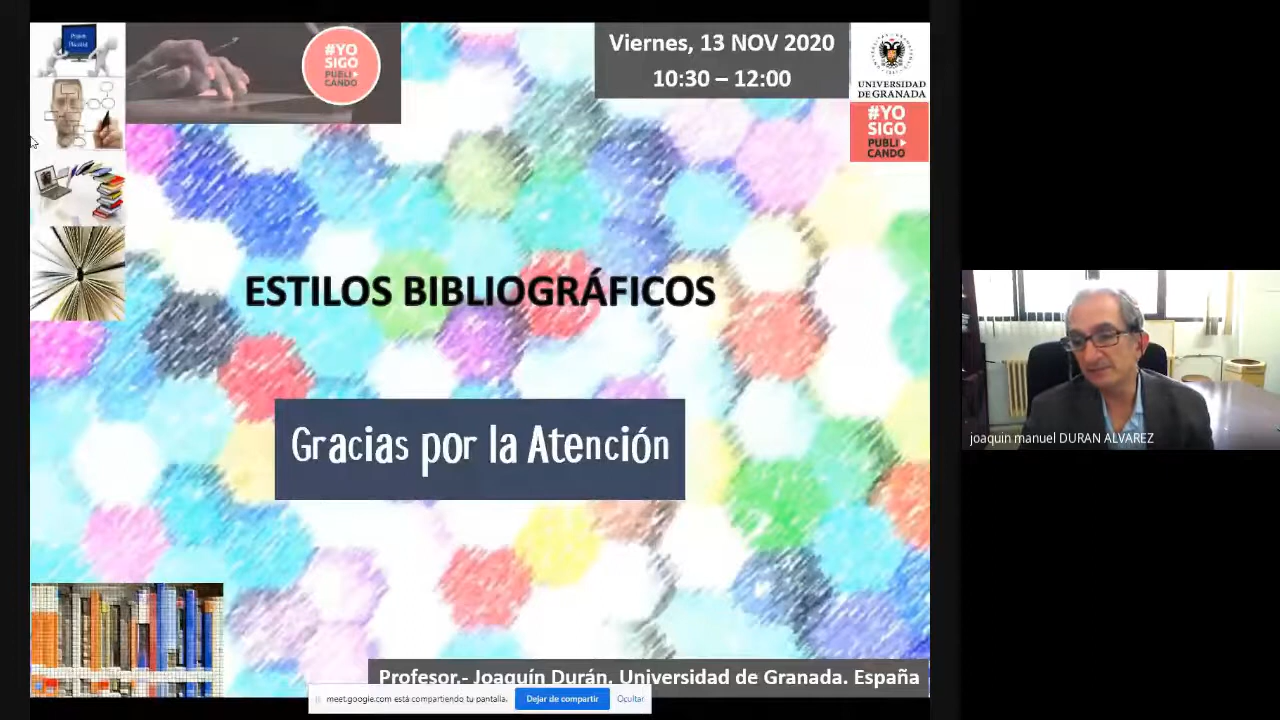 Viernes, 13 NOV 2020
10:30 – 12:00
#YO
SIGO
PUBLI
CANDO
UNIVERSIDAD
DE GRANADA
#YO
SIGO
PUBLI
CANDO
ESTILOS BIBLIOGRÁFICOS
Gracias por la Atención
joaquin manuel DURAN ALVAREZ
Profesor.- Joaquín Durán. Universidad de Granada. España
meet.google.com está compartiendo tu pantalla.
Dejar de compartir
Ocultar